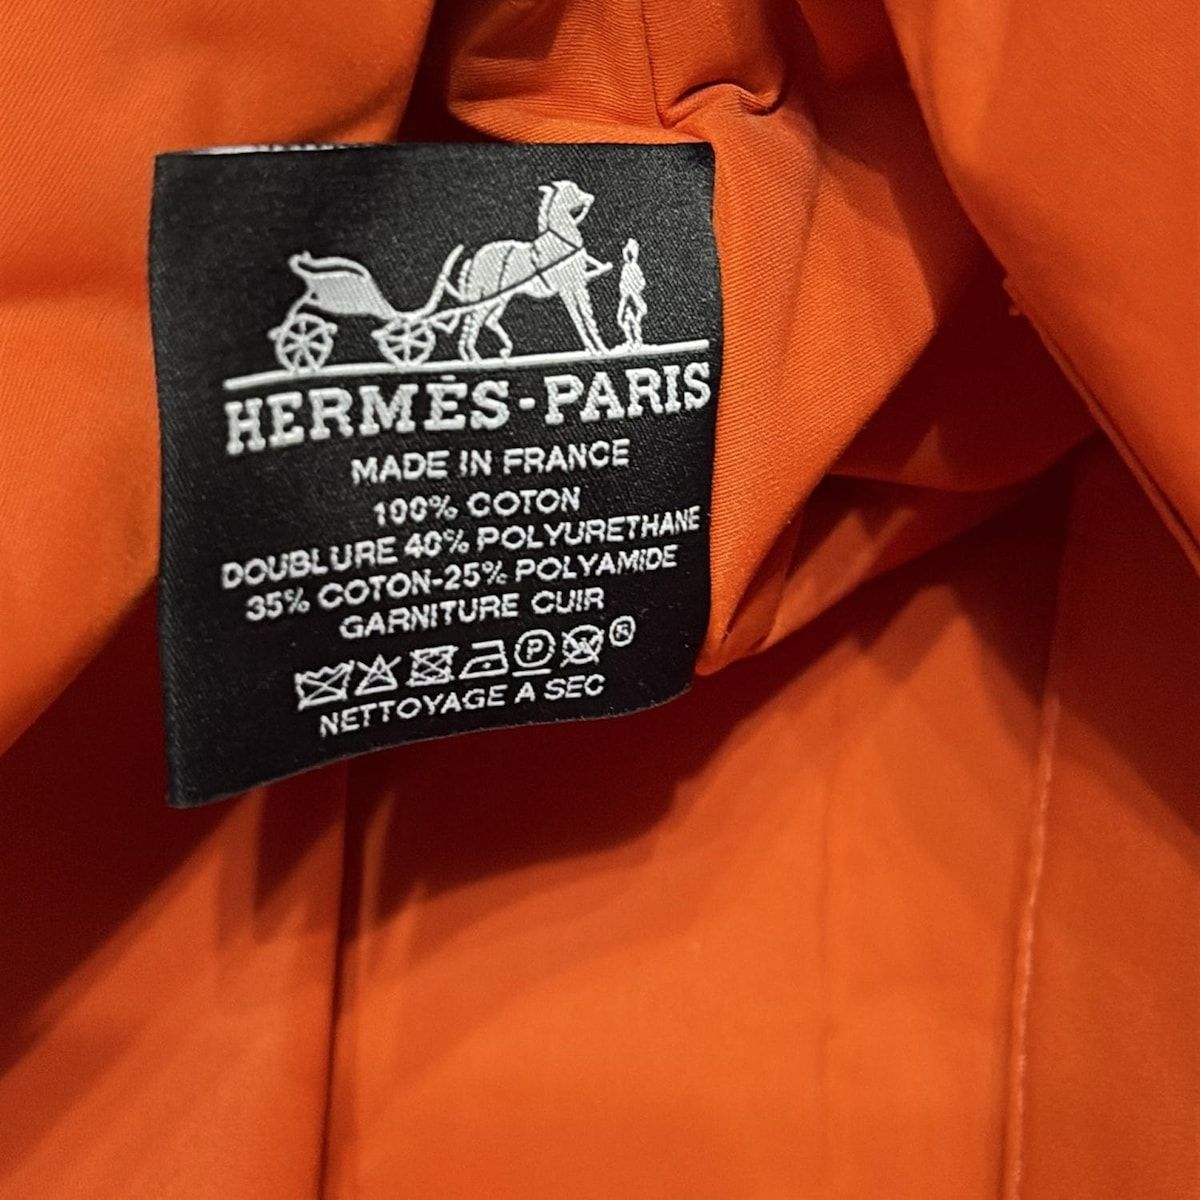 HERMÈS-PARIS
MADE IN FRANCE
100% COTON
DOUBLURE 40% POLYURETHANE
35% COTON-25% POLYAMIDE
GARNITURE CUIR
P W ®
NETTOYAGE A SEC